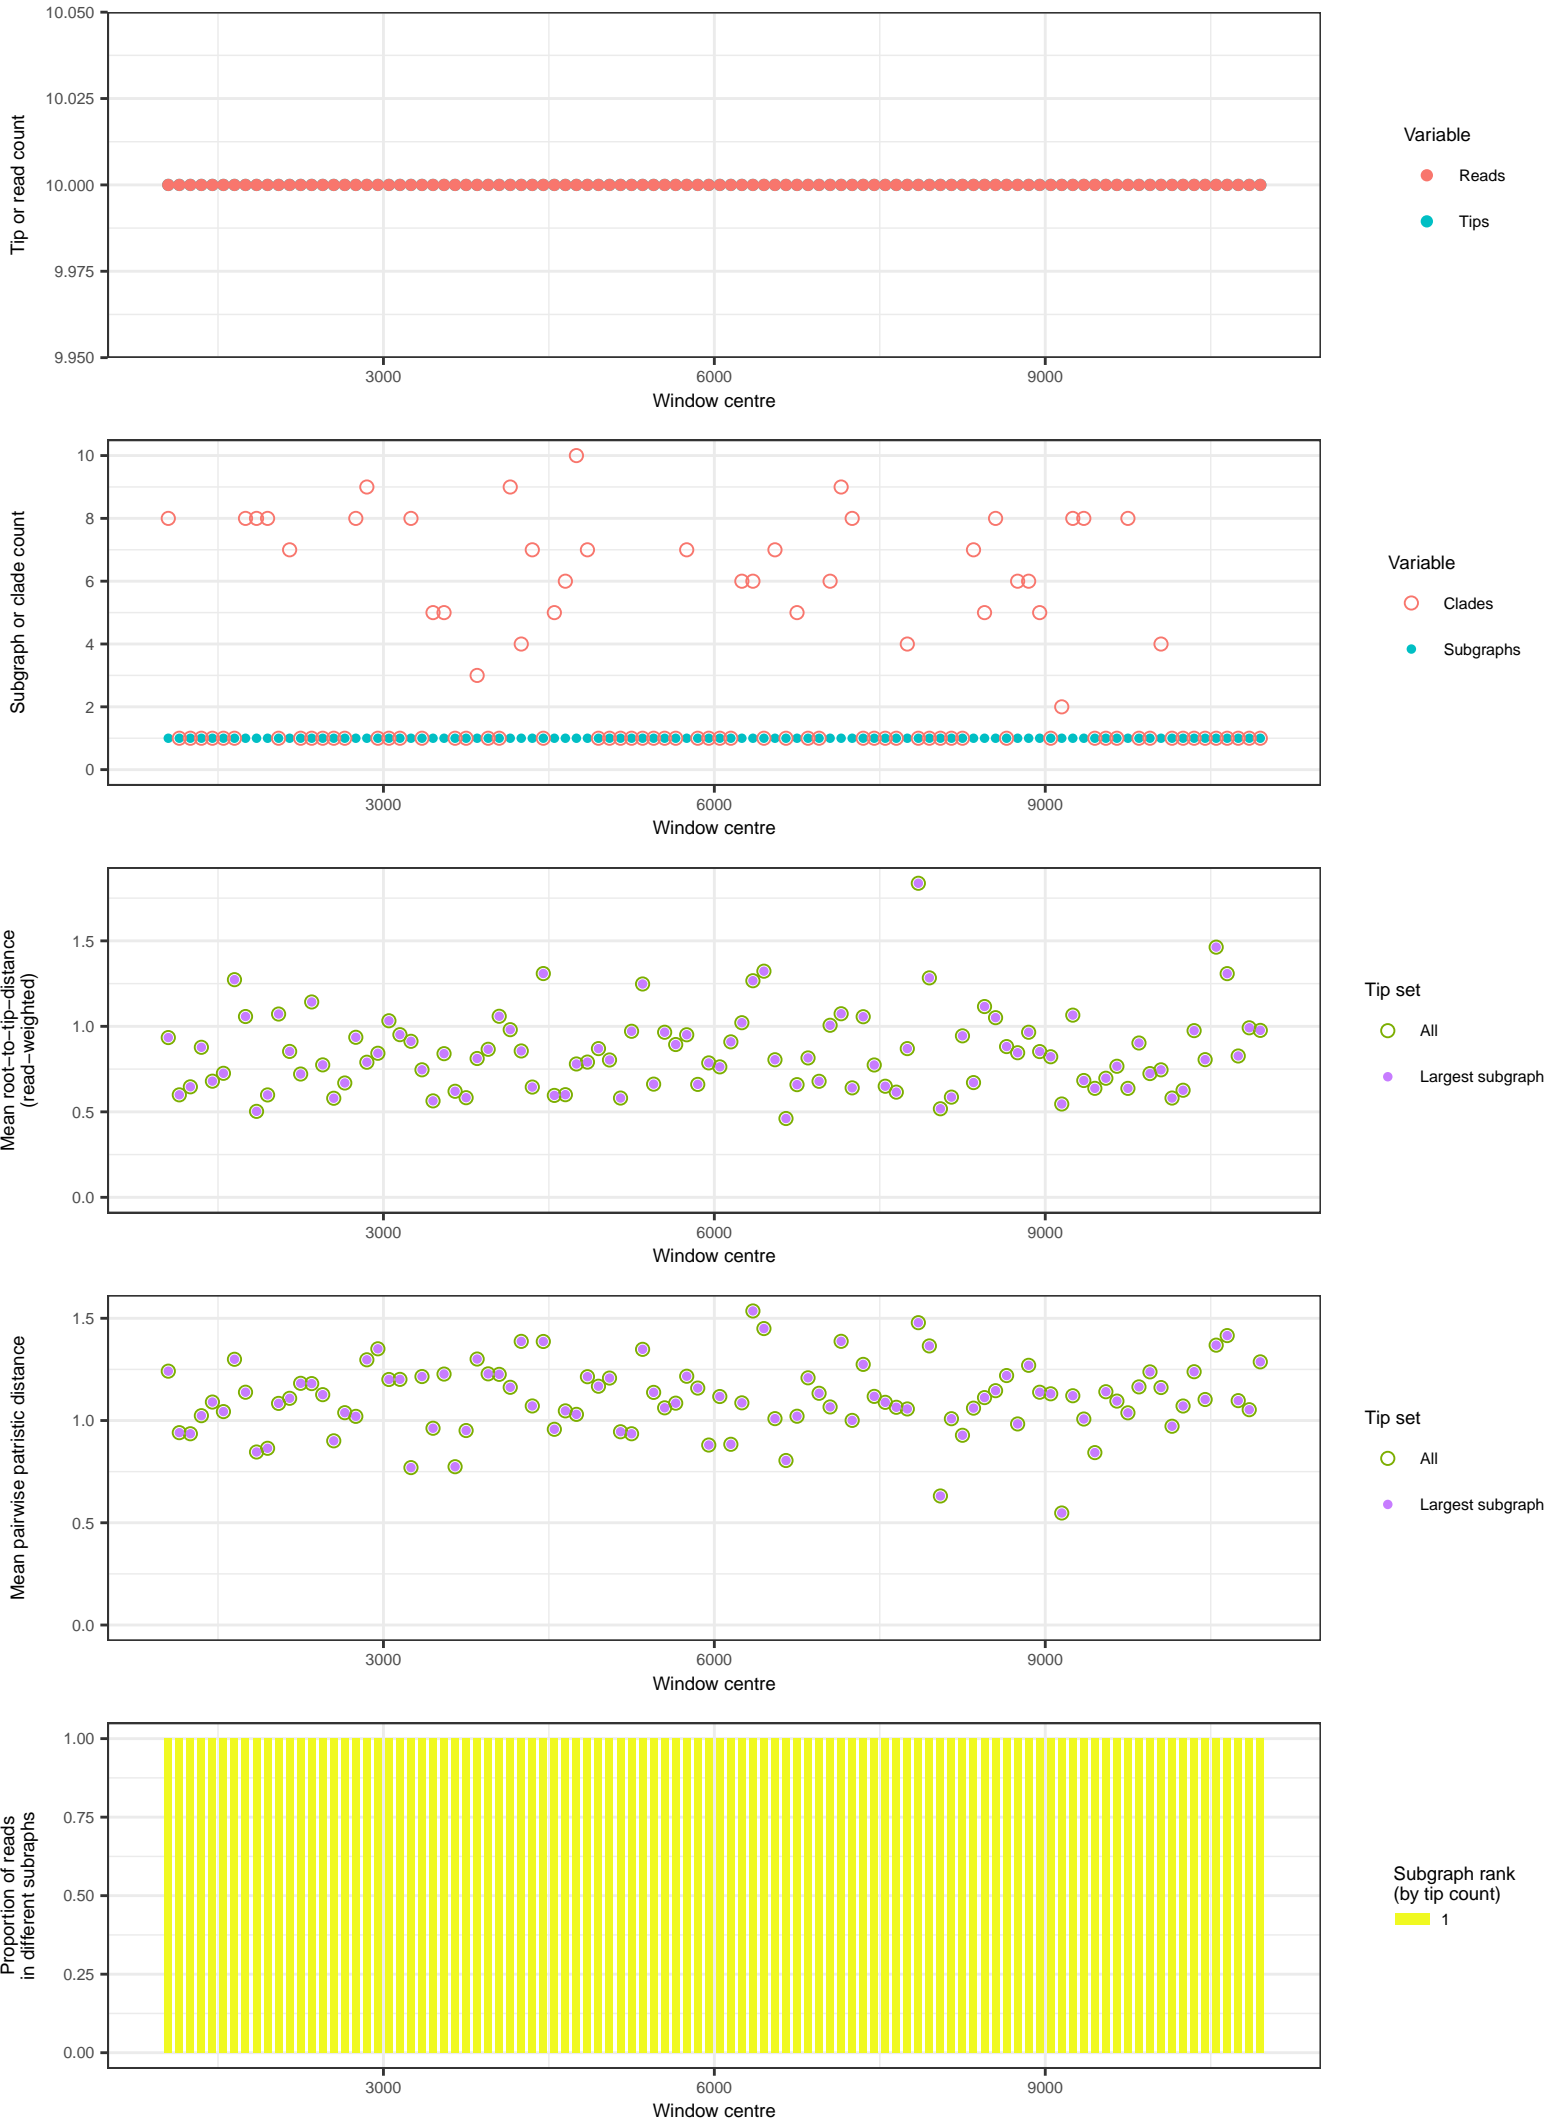 10.050
10.025
10.000
9.975
9.950
Tip or read count
3000 6000 9000
Window centre
Variable
Reads
Tips
10
8
6
4
2
0
Subgraph or clade count
3000 6000 9000
Window centre
Variable
Clades
Subgraphs
1.5
1.0
0.5
0.0
Mean root−to−tip−distance
(read−weighted)
3000 6000 9000
Window centre
Tip set
All
Largest subgraph
1.5
1.0
0.5
0.0
Mean pairwise patristic distance
3000 6000 9000
Window centre
Tip set
All
Largest subgraph
1.00
0.75
0.50
0.25
0.00
Proportion of reads
in different subraphs
3000 6000 9000
Window centre
Subgraph rank
(by tip count)
1